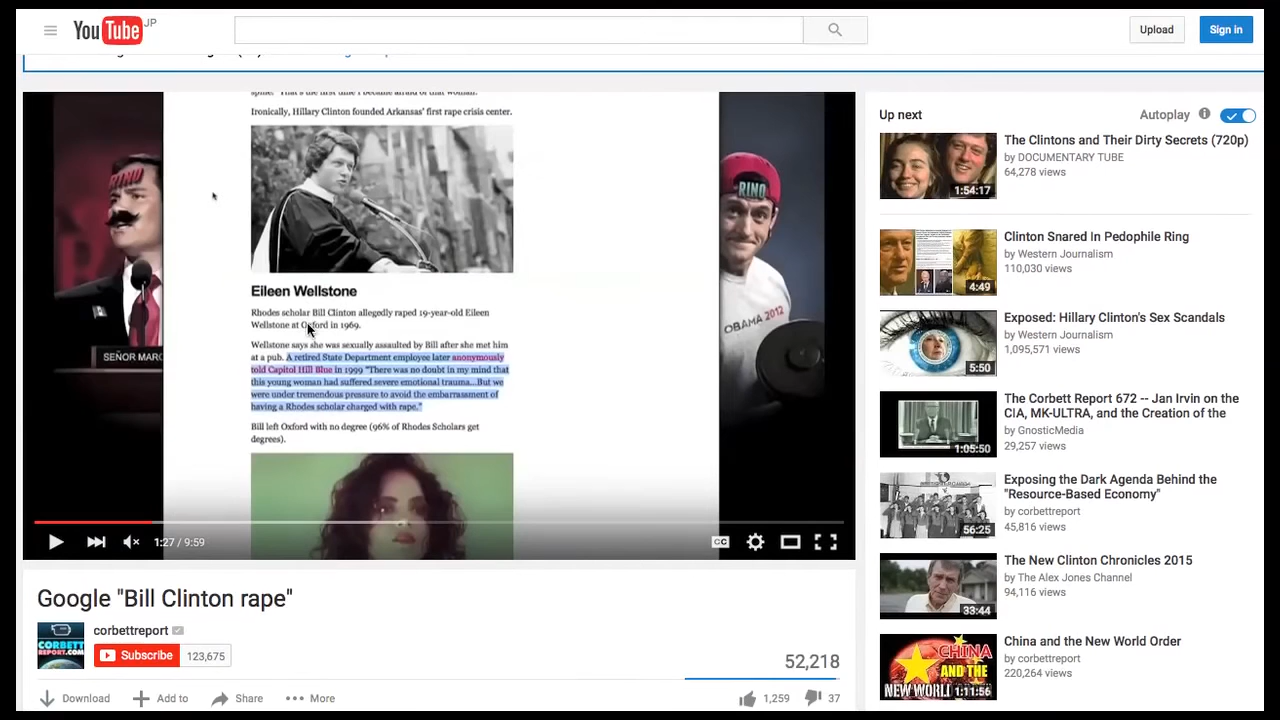 YouTube JP
Upload
Sign in
Ironically, Hillary Clinton founded Arkansas' first rape crisis center.
RINO
RINO
OBAMA 2012
SEÑOR MARC
Eileen Wellstone
Rhodes scholar Bill Clinton allegedly raped 19-year-old Eileen
Wellstone at Oxford in 1969.
Wellstone says she was sexually assaulted by Bill after she met him
at a pub. A retired State Department employee later anonymously
told Capitol Hill Blue in 1999 "There was no doubt in my mind that
this young woman had suffered severe emotional trauma...But we
were under tremendous pressure to avoid the embarrassment of
having a Rhodes scholar charged with rape."
Bill left Oxford with no degree (96% of Rhodes Scholars get
degrees).
1:27 / 9:59
CC
Google "Bill Clinton rape"
corbettreport
CORBETT
REPORT.COM
Subscribe 123,675
52,218
Download Add to Share More
1,259 37
Up next
Autoplay
The Clintons and Their Dirty Secrets (720p)
by DOCUMENTARY TUBE
64,278 views
1:54:17
Clinton Snared In Pedophile Ring
by Western Journalism
110,030 views
4:49
Exposed: Hillary Clinton's Sex Scandals
by Western Journalism
1,095,571 views
5:50
The Corbett Report 672 -- Jan Irvin on the
CIA, MK-ULTRA, and the Creation of the
by GnosticMedia
29,257 views
1:05:50
Exposing the Dark Agenda Behind the
"Resource-Based Economy"
by corbettreport
45,816 views
56:25
The New Clinton Chronicles 2015
by The Alex Jones Channel
94,116 views
33:44
China and the New World Order
by corbettreport
220,264 views
CHINA
AND THE
NEW WORL
1:11:56